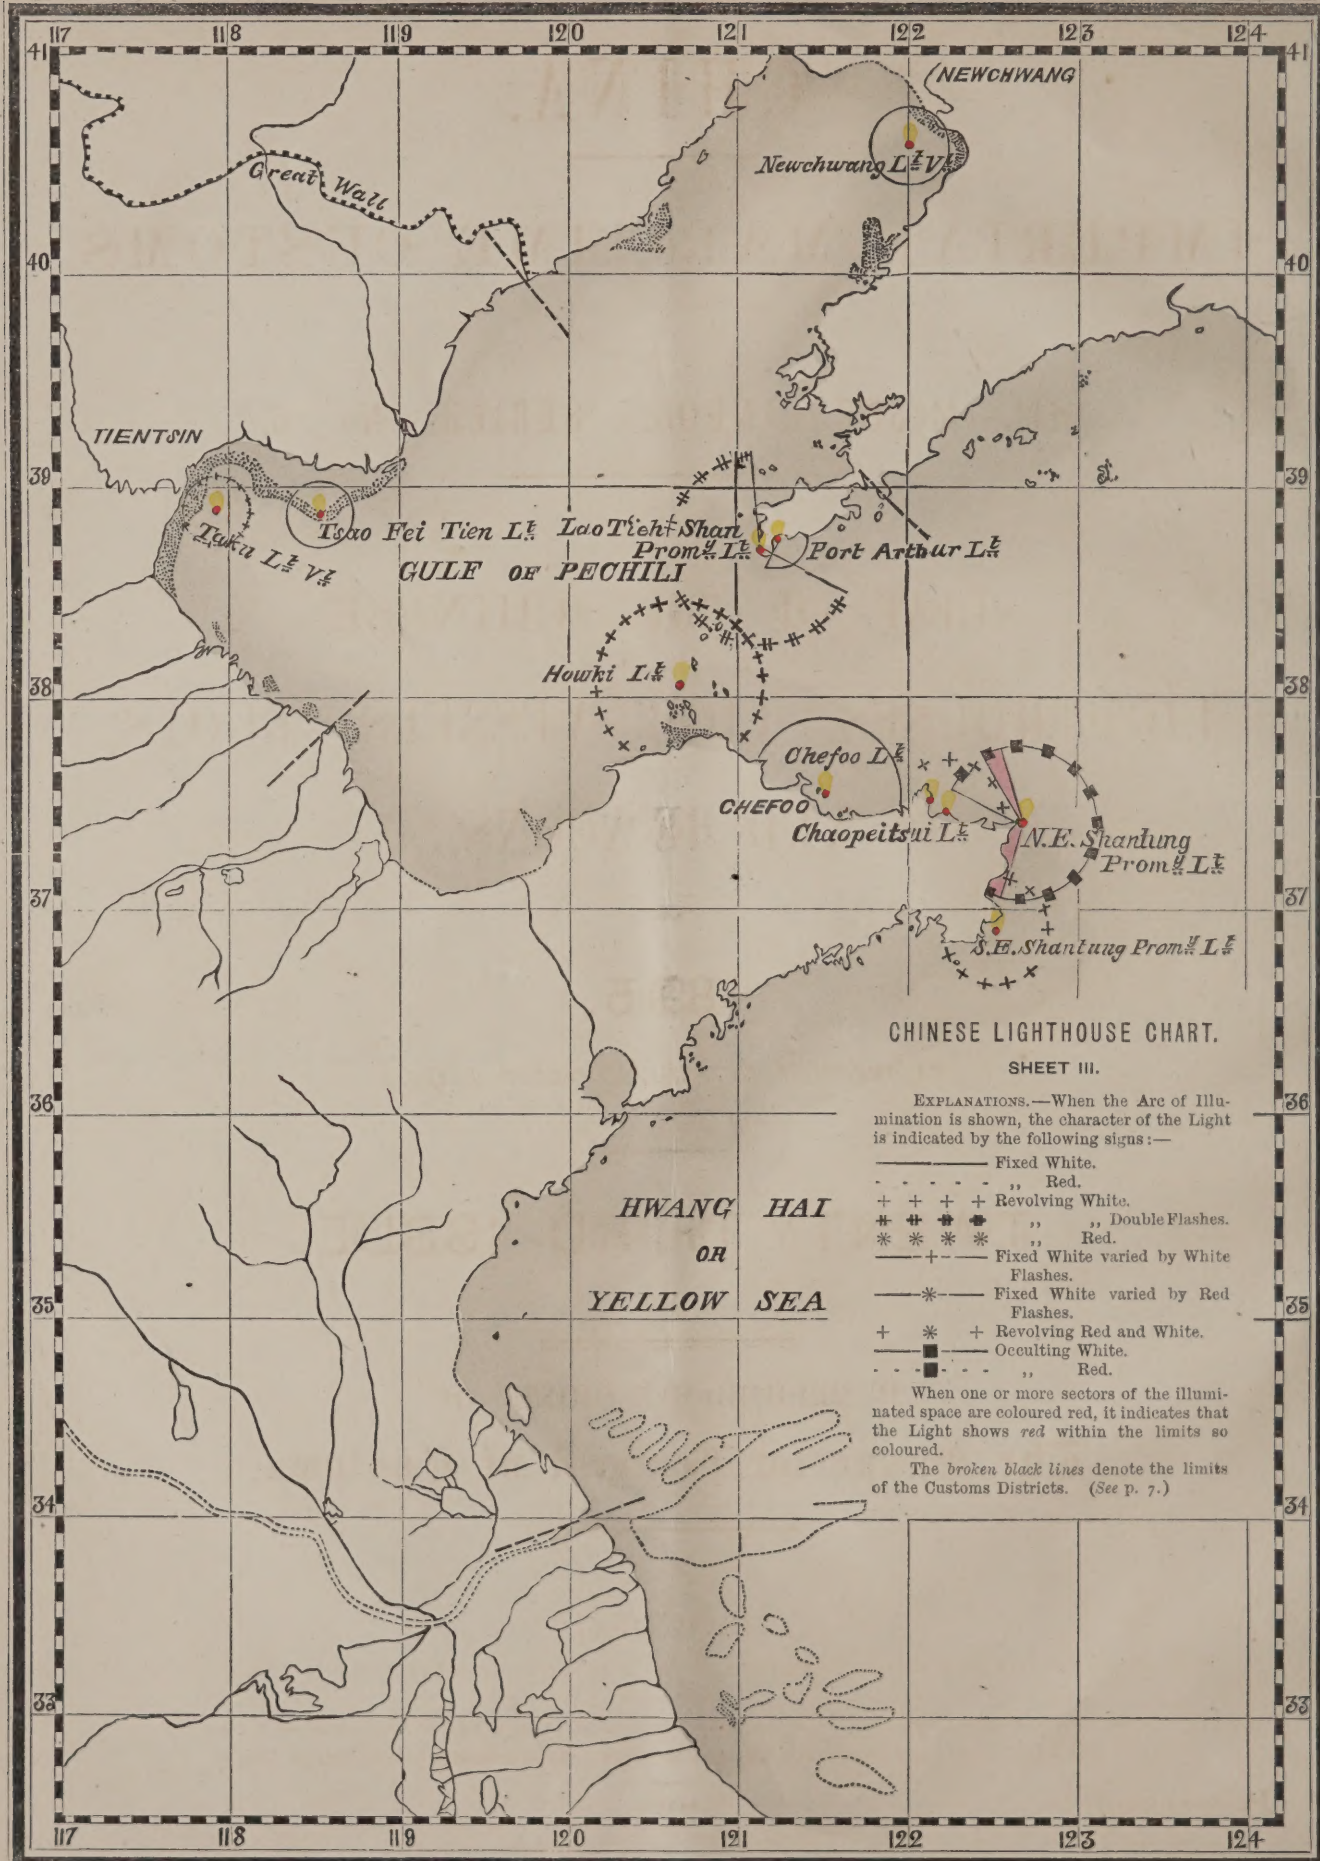 117 118 119 120 121 122 123 124
41 41
NEWCHWANG
Newchwang Lt. Vl.
Great Wall
40 40
TIENTSIN
39 39
Taku Lt. Vl.
Tsao Fei Tien Lt.
Lao Tieh Shan
Promy. Lt.
Port Arthur Lt.
GULF OF PECHILI
Howki Lt.
38 38
Chefoo Lt.
CHEFOO
Chaopeitsui Lt.
N.E. Shantung
Promy. Lt.
37 37
S.E. Shantung Promy. Lt.
CHINESE LIGHTHOUSE CHART.
SHEET III.
EXPLANATIONS.—When the Arc of Illu-
mination is shown, the character of the Light
is indicated by the following signs:—
Fixed White.
„ Red.
+ + + + Revolving White.
„ „ Double Flashes.
* * * * „ Red.
—+— Fixed White varied by White
Flashes.
—*— Fixed White varied by Red
Flashes.
+ * + Revolving Red and White.
—■— Occulting White.
- - -■- - - „ Red.
When one or more sectors of the illumi-
nated space are coloured red, it indicates that
the Light shows red within the limits so
coloured.
The broken black lines denote the limits
of the Customs Districts. (See p. 7.)
36 36
HWANG HAI
OR
YELLOW SEA
35 35
34 34
33 33
117 118 119 120 121 122 123 124